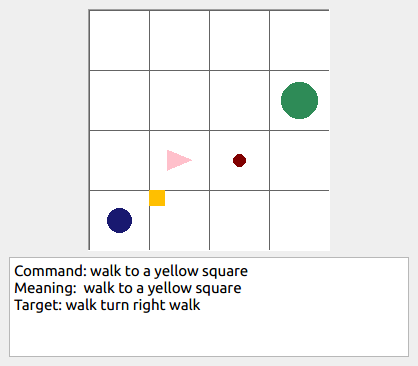 Command: walk to a yellow square
Meaning:  walk to a yellow square
Target: walk turn right walk